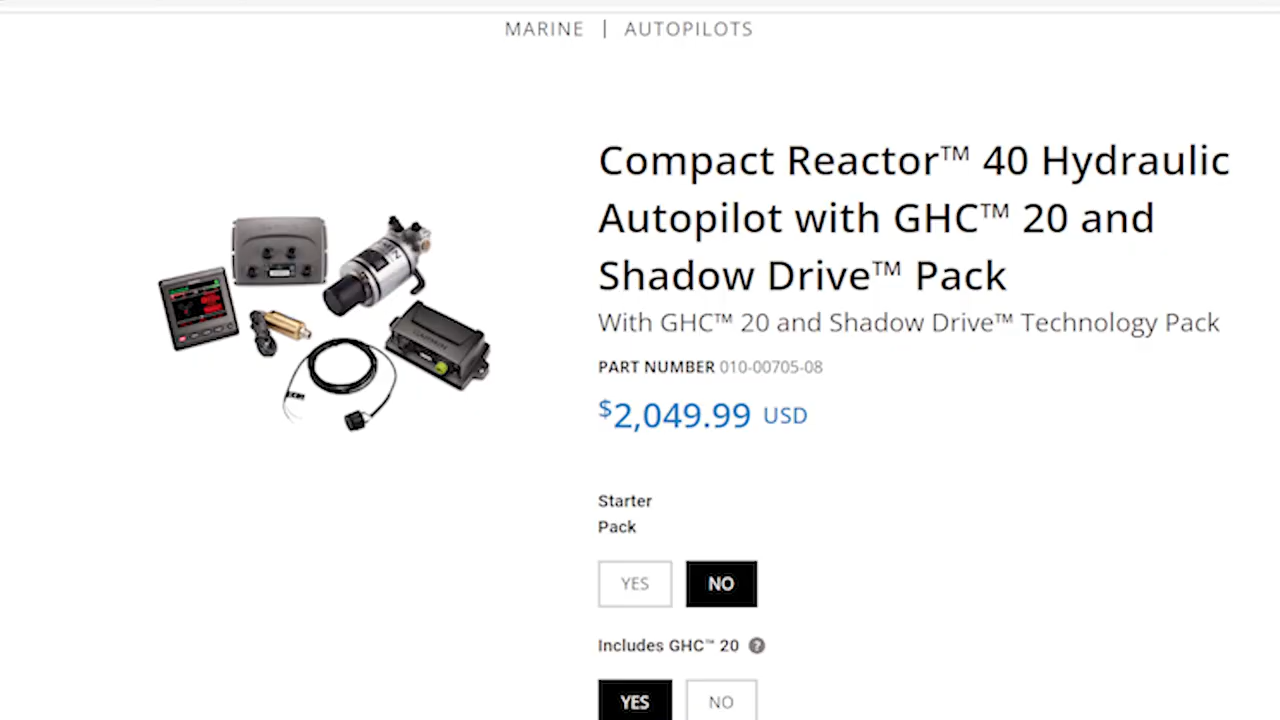 MARINE | AUTOPILOTS
Compact Reactor™ 40 Hydraulic
Autopilot with GHC™ 20 and
Shadow Drive™ Pack
With GHC™ 20 and Shadow Drive™ Technology Pack
PART NUMBER 010-00705-08
$2,049.99 USD
Starter
Pack
YES NO
Includes GHC™ 20 ?
YES NO